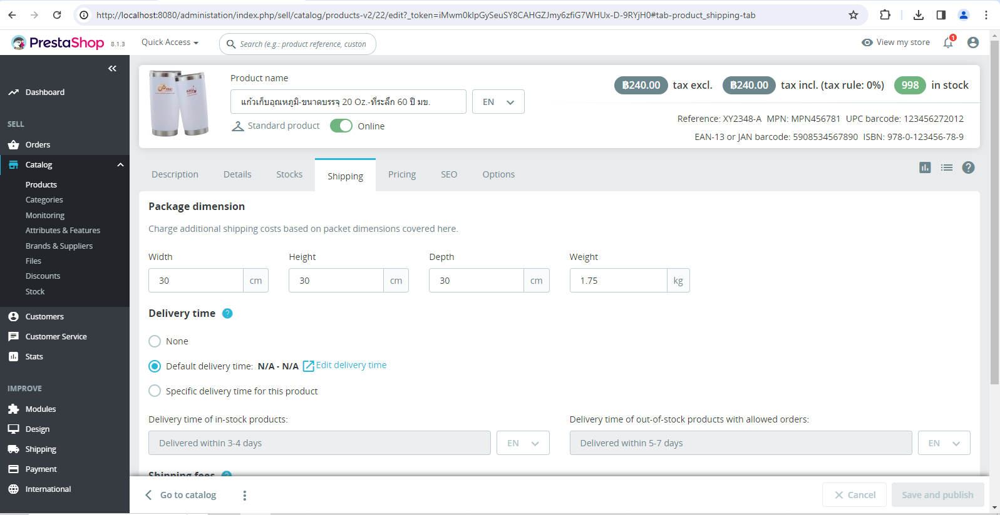 http://localhost:8080/administation/index.php/sell/catalog/products-v2/22/edit?_token=iMwm0klpGySeuSY8CAHGZJmy6zfiG7WHUx-D-9RYjH0#tab-product_shipping-tab
PrestaShop 8.1.3
Quick Access
Search (e.g.: product reference, custon
View my store
1
Dashboard
SELL
Orders
Catalog
Products
Categories
Monitoring
Attributes & Features
Brands & Suppliers
Files
Discounts
Stock
Customers
Customer Service
Stats
IMPROVE
Modules
Design
Shipping
Payment
International
KKU
Product name
แก้วเก็บอุณหภูมิ-ขนาดบรรจุ 20 Oz.-ที่ระลึก 60 ปี มข.
EN
Standard product
Online
฿240.00 tax excl. ฿240.00 tax incl. (tax rule: 0%) 998 in stock
Reference: XY2348-A MPN: MPN456781 UPC barcode: 123456272012
EAN-13 or JAN barcode: 5908534567890 ISBN: 978-0-123456-78-9
Description Details Stocks Shipping Pricing SEO Options
Package dimension
Charge additional shipping costs based on packet dimensions covered here.
Width Height Depth Weight
30 cm 30 cm 30 cm 1.75 kg
Delivery time ?
None
Default delivery time: N/A - N/A Edit delivery time
Specific delivery time for this product
Delivery time of in-stock products: Delivery time of out-of-stock products with allowed orders:
Delivered within 3-4 days EN Delivered within 5-7 days EN
Shipping fees
Go to catalog
Cancel
Save and publish